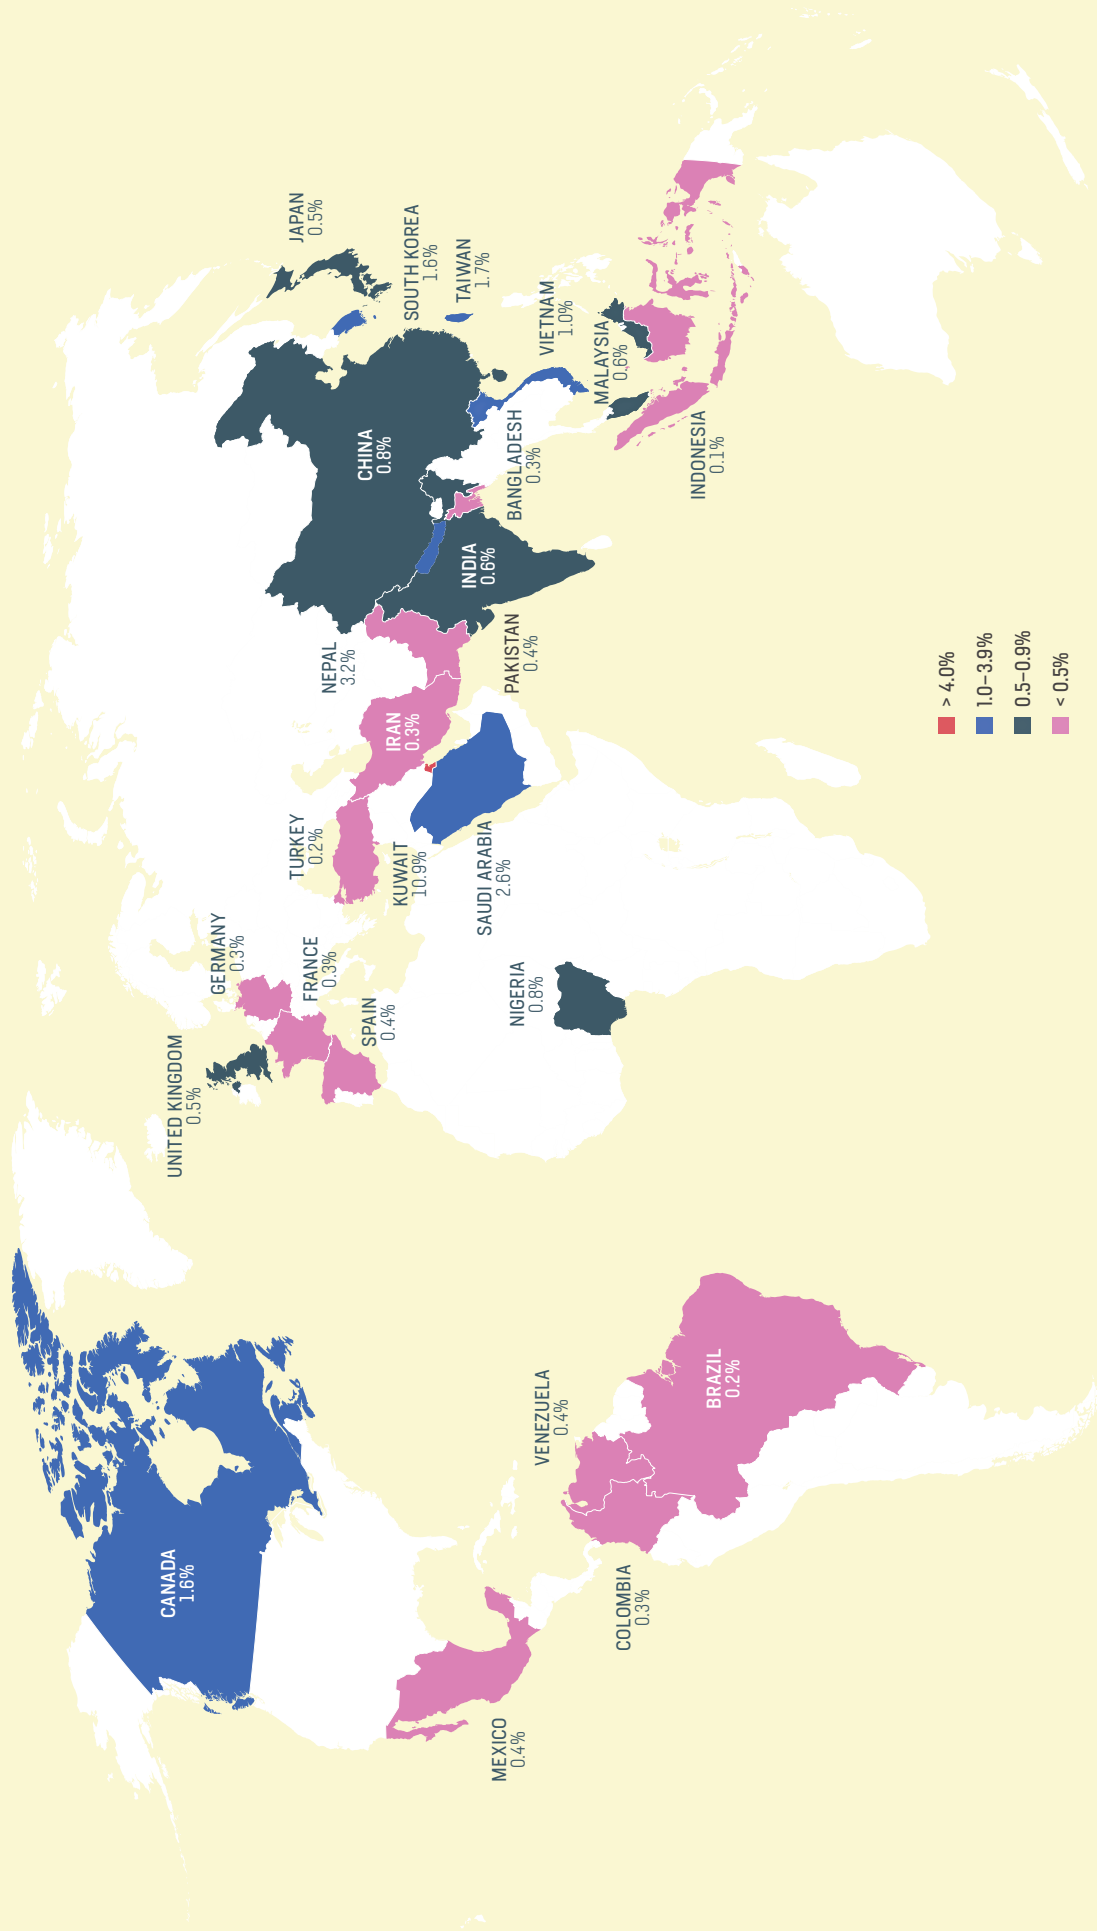 CANADA
1.6%
MEXICO
0.4%
COLOMBIA
0.3%
VENEZUELA
0.4%
BRAZIL
0.2%
UNITED KINGDOM
0.5%
GERMANY
0.3%
FRANCE
0.3%
SPAIN
0.4%
NIGERIA
0.8%
TURKEY
0.2%
KUWAIT
10.9%
SAUDI ARABIA
2.6%
IRAN
0.3%
NEPAL
3.2%
PAKISTAN
0.4%
INDIA
0.6%
CHINA
0.8%
BANGLADESH
0.3%
JAPAN
0.5%
SOUTH KOREA
1.6%
TAIWAN
1.7%
VIETNAM
1.0%
MALAYSIA
0.6%
INDONESIA
0.1%
> 4.0%
1.0–3.9%
0.5–0.9%
< 0.5%